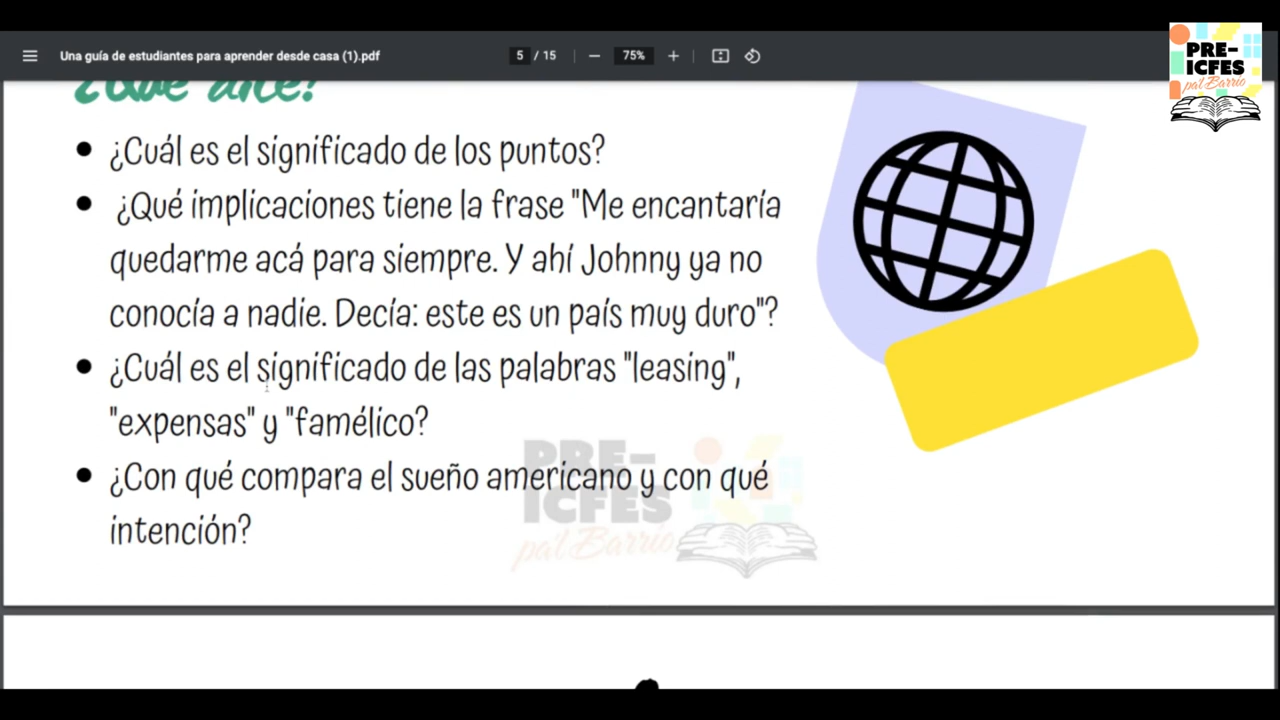 Una guía de estudiantes para aprender desde casa (1).pdf
5 / 15
75%
PRE-
ICFES
pa'l Barrio
¿Qué dice?
¿Cuál es el significado de los puntos?
¿Qué implicaciones tiene la frase "Me encantaría
quedarme acá para siempre. Y ahí Johnny ya no
conocía a nadie. Decía: este es un país muy duro"?
¿Cuál es el significado de las palabras "leasing",
"expensas" y "famélico?
¿Con qué compara el sueño americano y con qué
intención?
PRE-
ICFES
pa'l Barrio